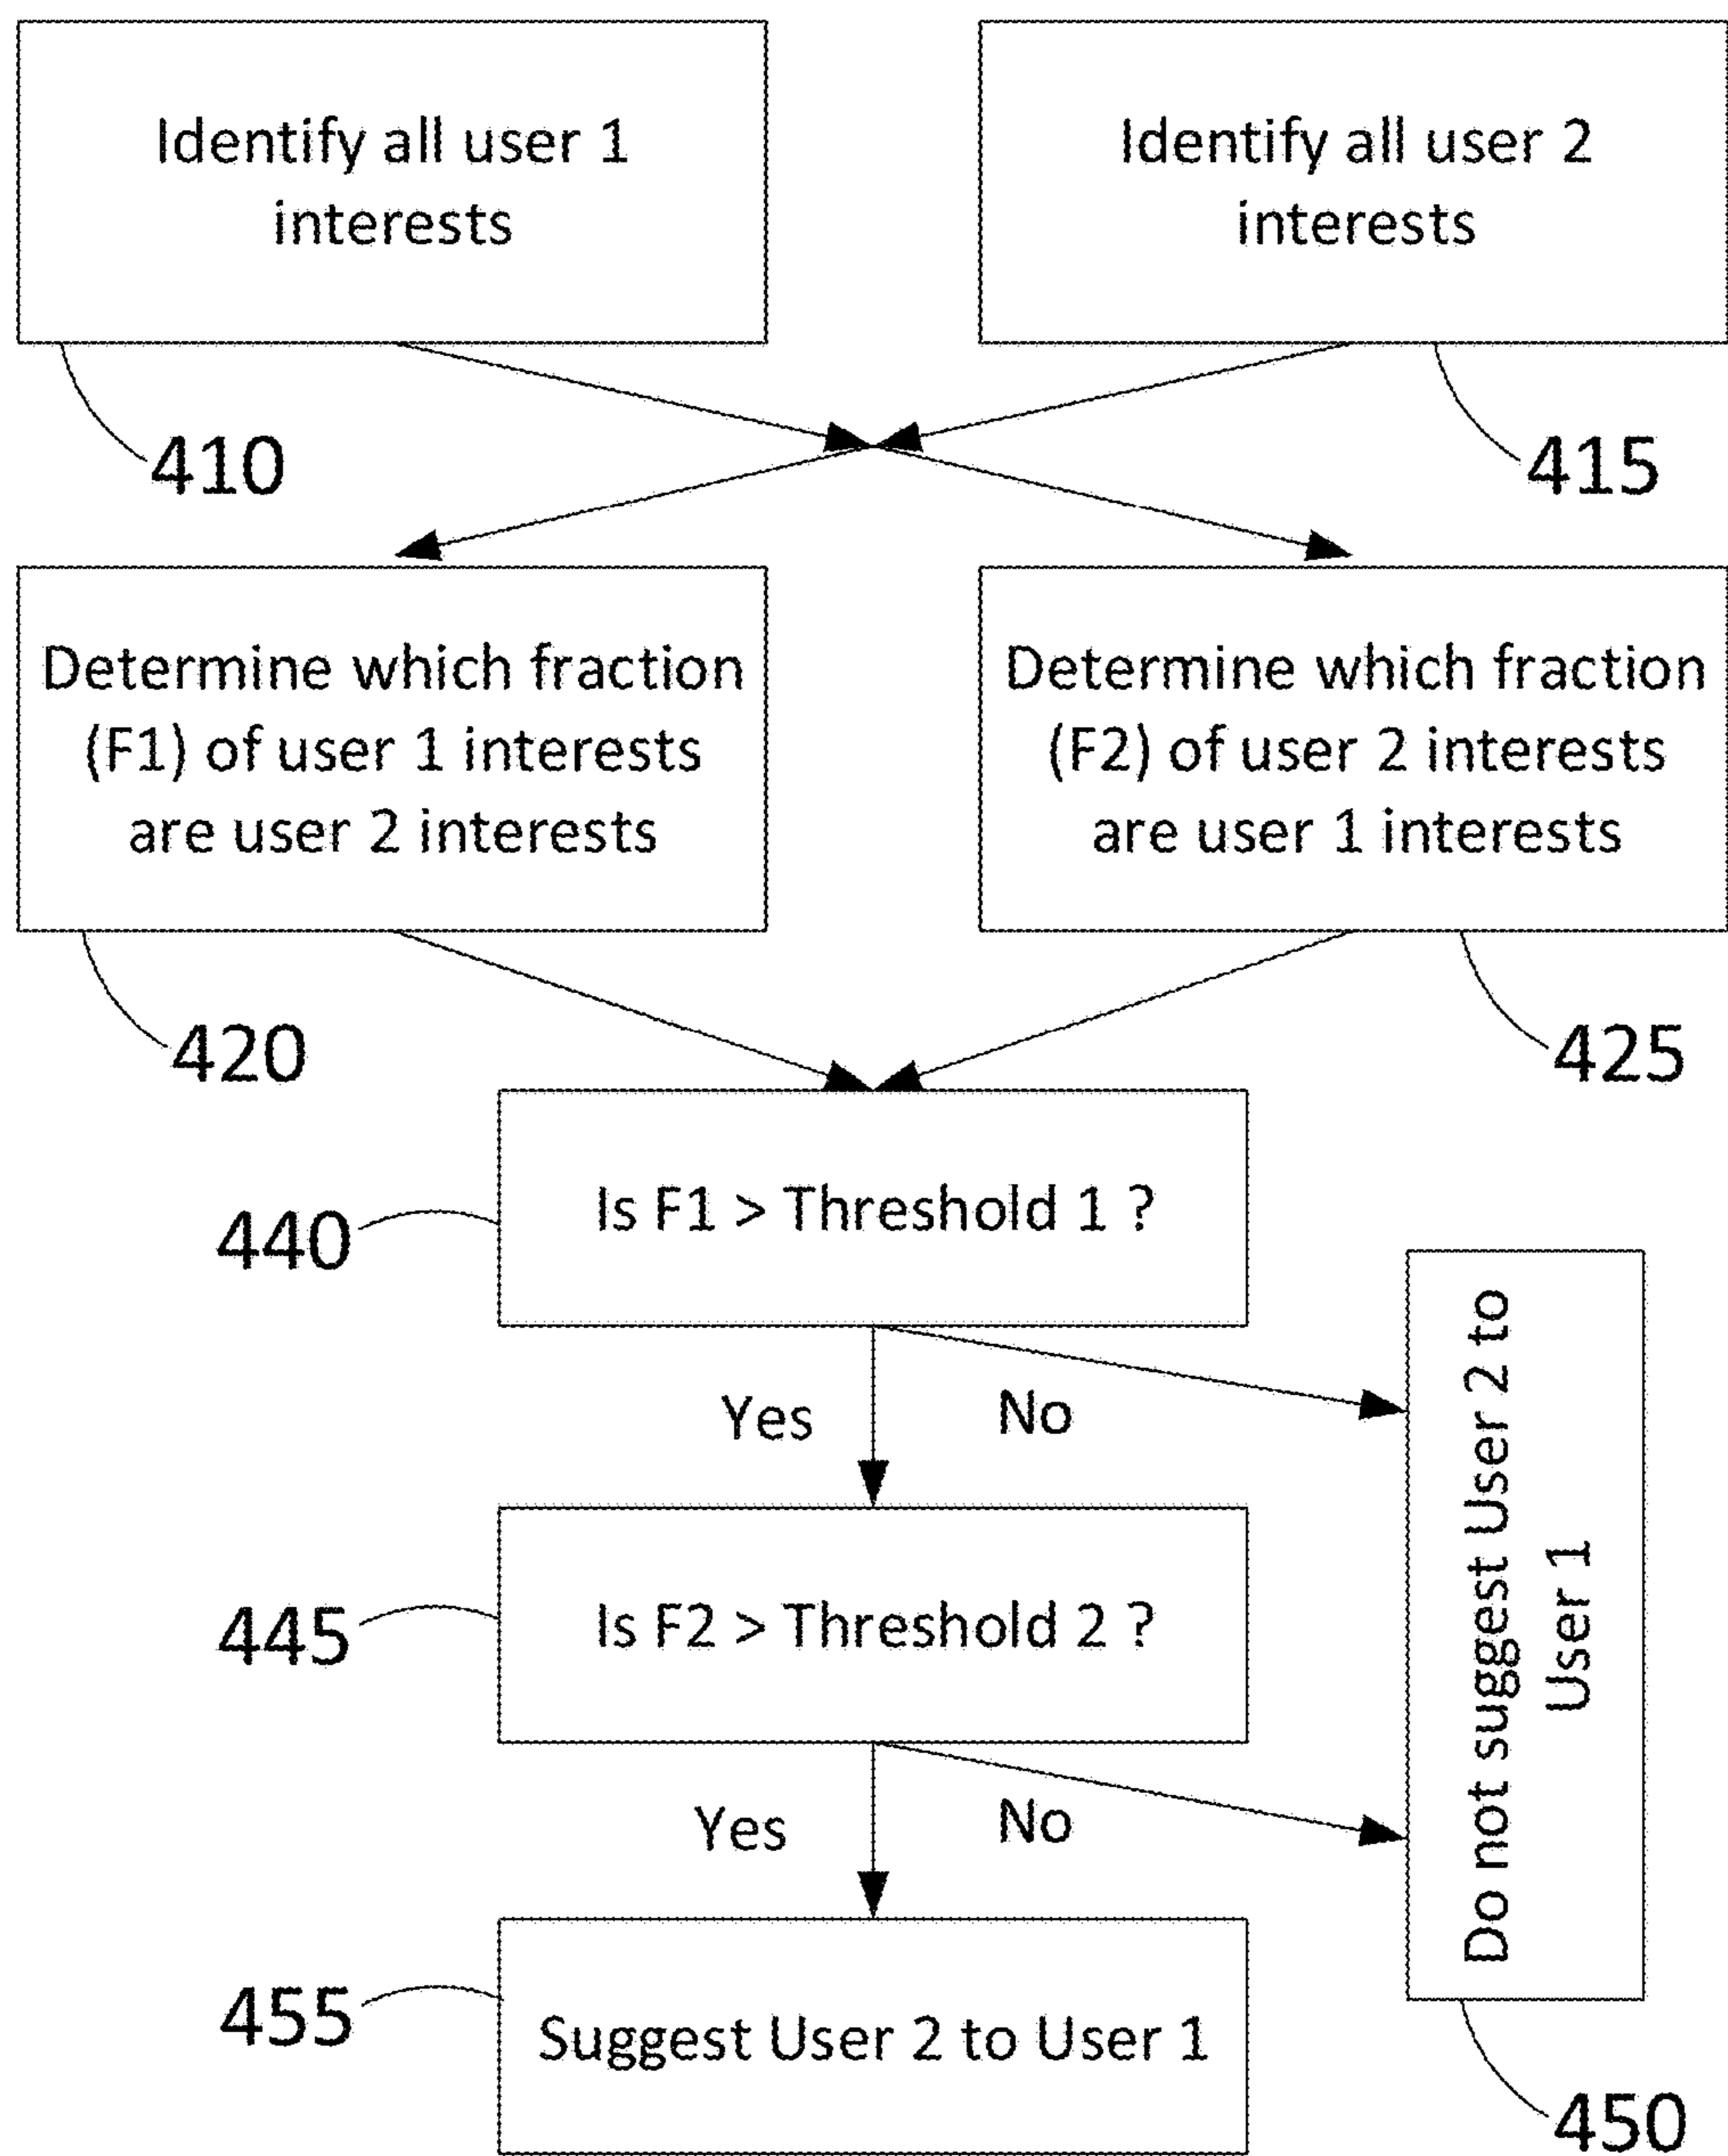 Identify all user 1
interests
Identify all user 2
interests
410
415
Determine which fraction
(F1) of user 1 interests
are user 2 interests
Determine which fraction
(F2) of user 2 interests
are user 1 interests
420
425
Is F1 > Threshold 1 ?
440
Yes
No
Do not suggest User 2 to
User 1
Is F2 > Threshold 2 ?
445
Yes
No
455
Suggest User 2 to User 1
450